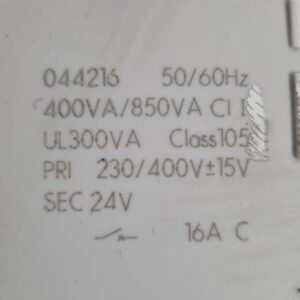 044216 50/60Hz
400VA/850VA Cl I
UL300VA Class105
PRI 230/400V±15V
SEC 24V
16A C